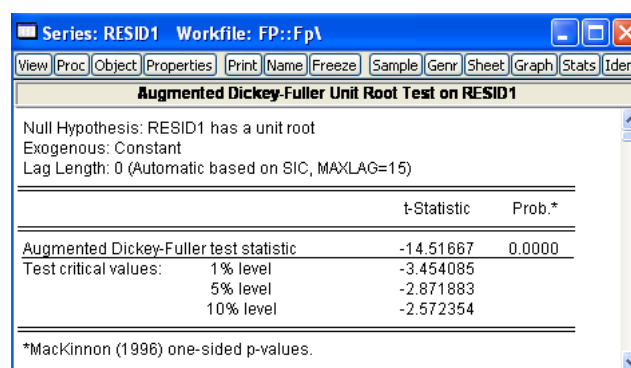 Series: RESID1 Workfile: FP::Fp\
View Proc Object Properties Print Name Freeze Sample Genr Sheet Graph Stats Iden
Augmented Dickey-Fuller Unit Root Test on RESID1
Null Hypothesis: RESID1 has a unit root
Exogenous: Constant
Lag Length: 0 (Automatic based on SIC, MAXLAG=15)
t-Statistic Prob.*
Augmented Dickey-Fuller test statistic -14.51667 0.0000
Test critical values: 1% level -3.454085
5% level -2.871883
10% level -2.572354
*MacKinnon (1996) one-sided p-values.